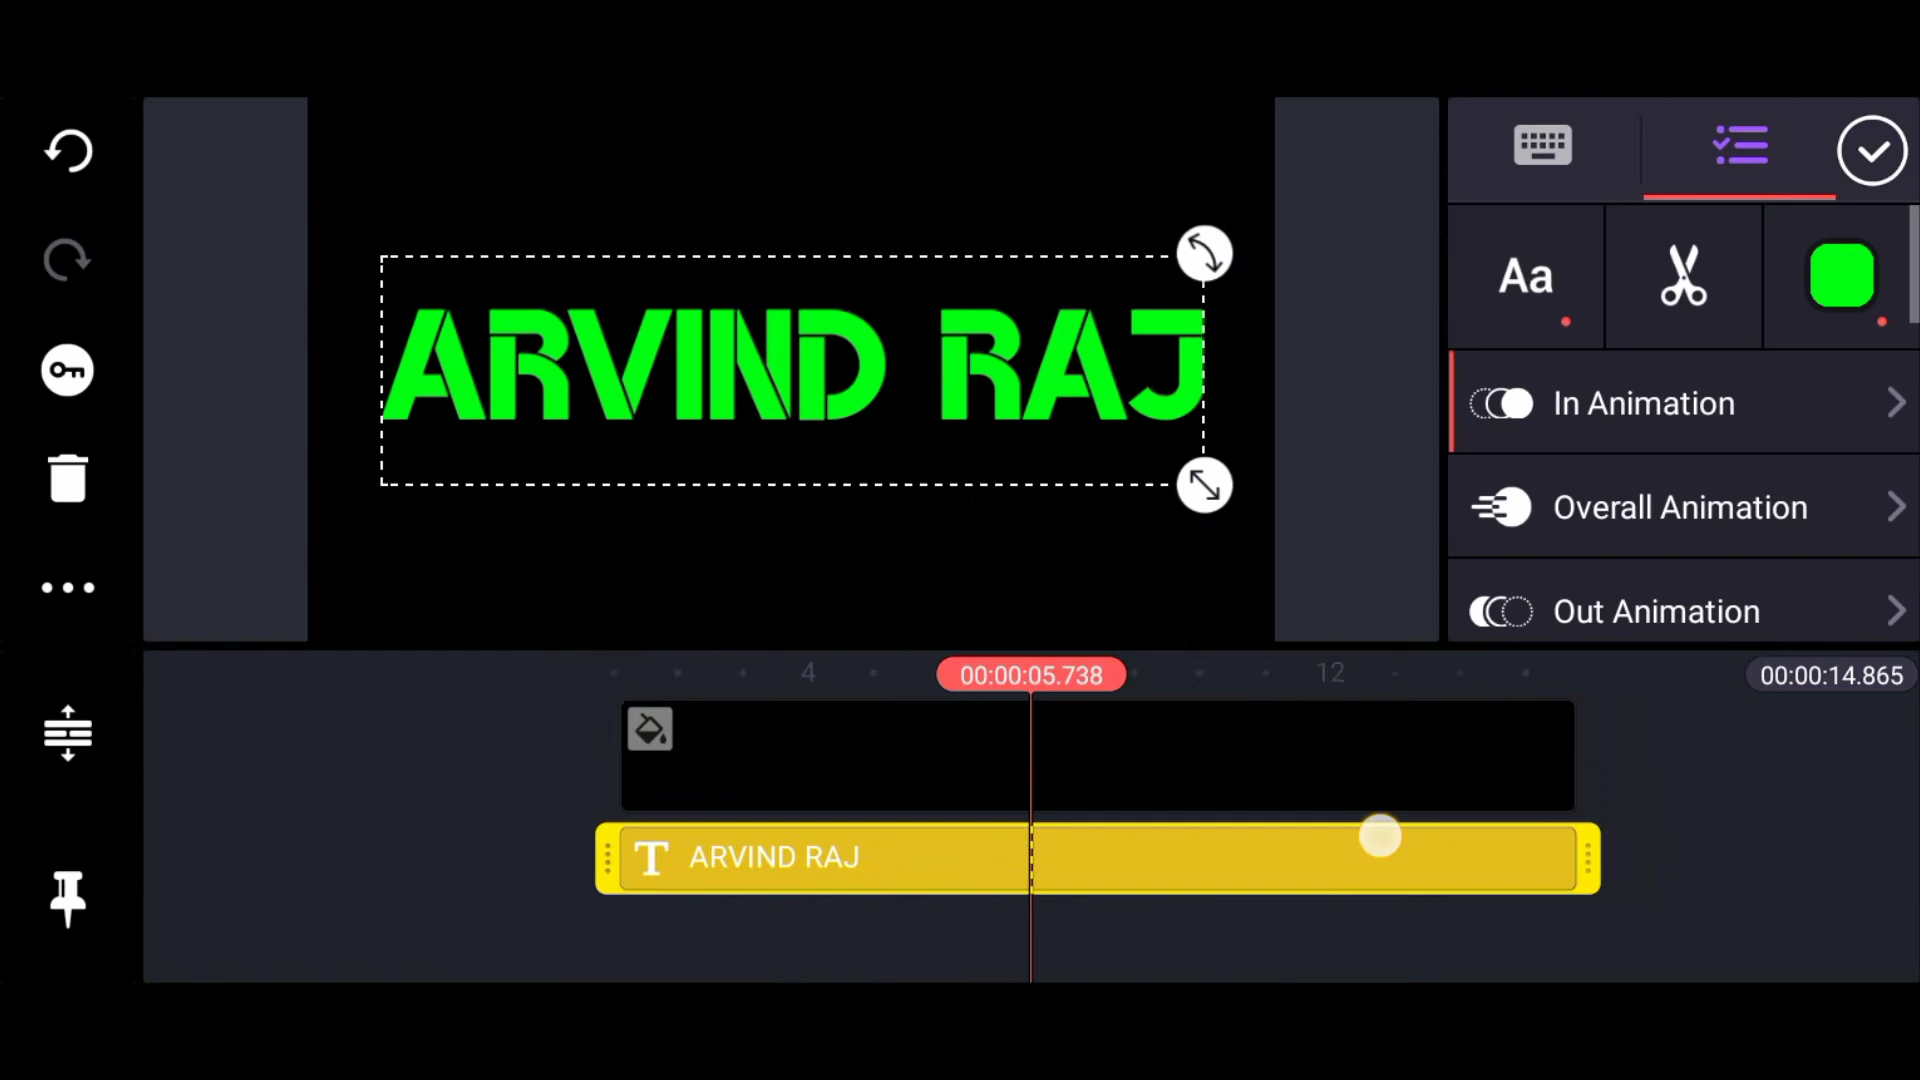 ARVIND RAJ
Aa
In Animation
Overall Animation
Out Animation
4
00:00:05.738
12
00:00:14.865
T ARVIND RAJ